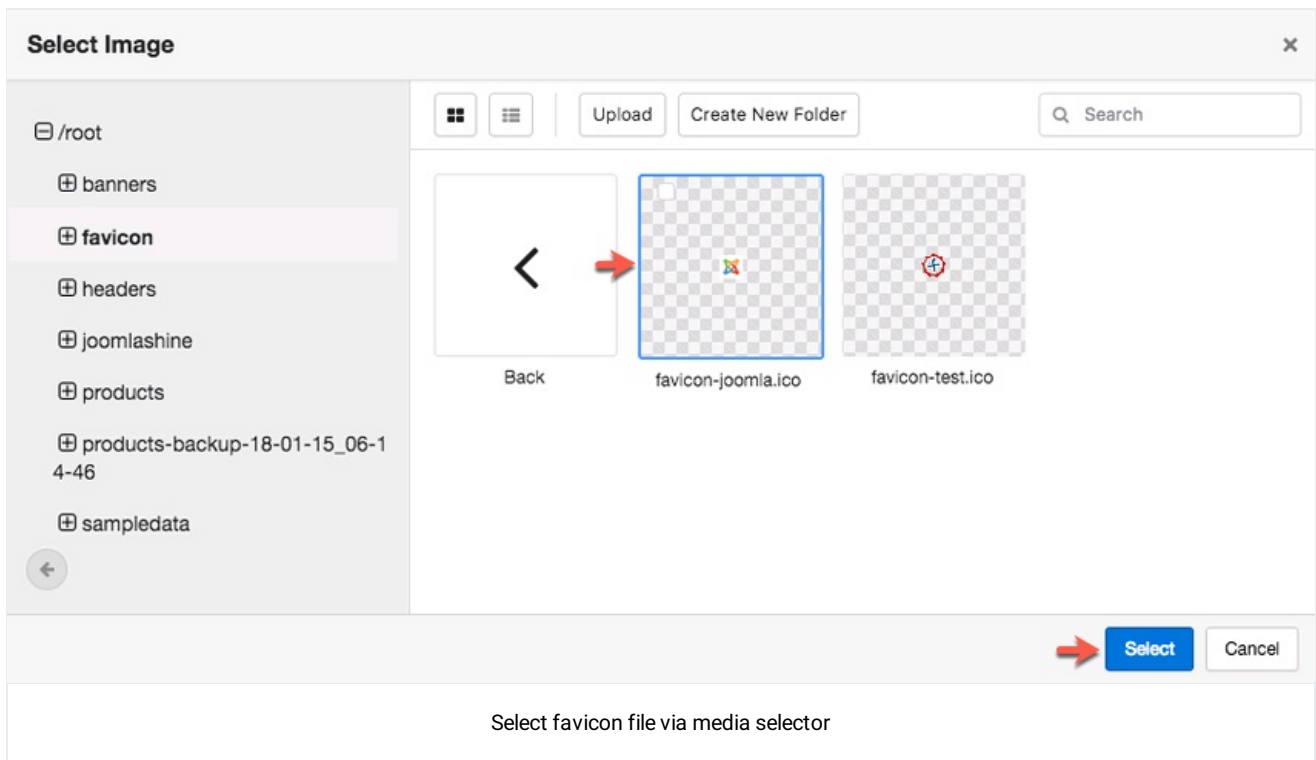 Select Image
×
/root
banners
favicon
headers
joomlashine
products
products-backup-18-01-15_06-1
4-46
sampledata
Upload
Create New Folder
Search
Back
favicon-joomla.ico
favicon-test.ico
Select
Cancel
Select favicon file via media selector